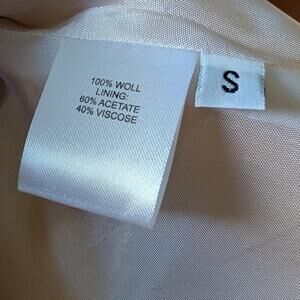 100% WOLL
LINING:
60% ACETATE
40% VISCOSE
S